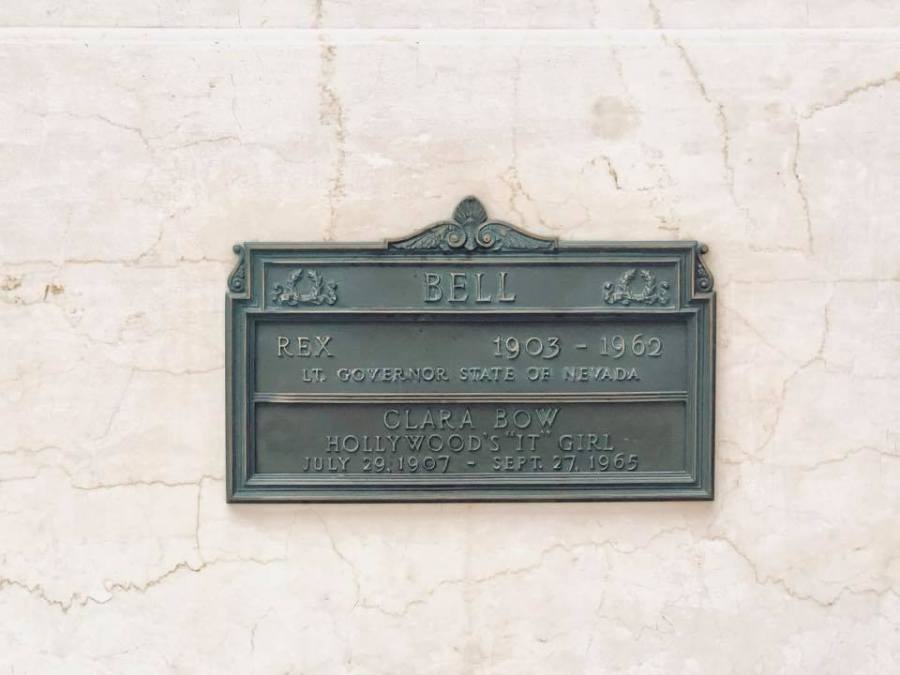 BELL
REX 1903 - 1962
LT. GOVERNOR STATE OF NEVADA
CLARA BOW
HOLLYWOOD'S "IT" GIRL
JULY 29, 1907 - SEPT. 27, 1965